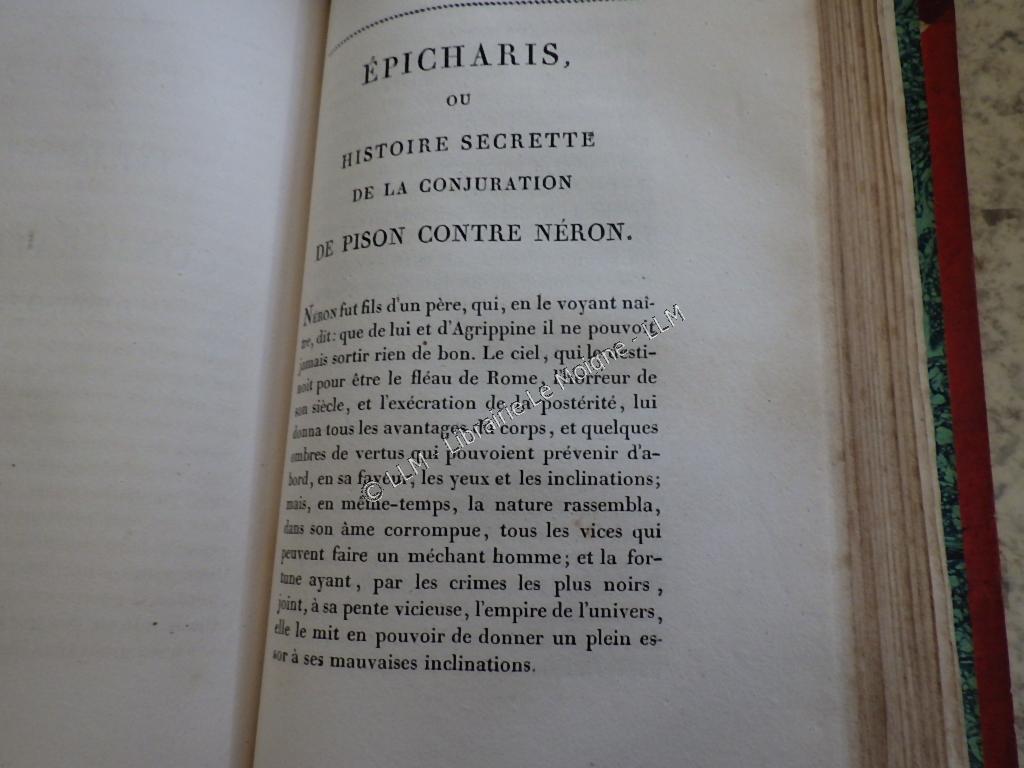 ÉPICHARIS,
OU
HISTOIRE SECRETTE
DE LA CONJURATION
DE PISON CONTRE NÉRON.
NÉRON fut fils d'un père, qui, en le voyant naî-
tre, dit: que de lui et d'Agrippine il ne pouvoit
jamais sortir rien de bon. Le ciel, qui le desti-
noit pour être le fléau de Rome, l'horreur de
son siècle, et l'exécration de la postérité, lui
donna tous les avantages du corps, et quelques
ombres de vertus qui pouvoient prévenir d'a-
bord, en sa faveur, les yeux et les inclinations;
mais, en même-temps, la nature rassembla,
dans son âme corrompue, tous les vices qui
peuvent faire un méchant homme; et la for-
tune ayant, par les crimes les plus noirs,
joint, à sa pente vicieuse, l'empire de l'univers,
elle le mit en pouvoir de donner un plein es-
sor à ses mauvaises inclinations.
© LLM - Librairie Le Moigne - LLM